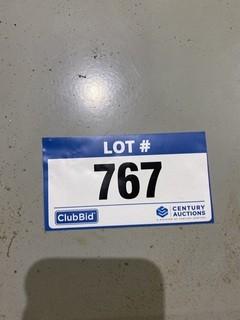 LOT #
767
ClubBid
CENTURY
AUCTIONS